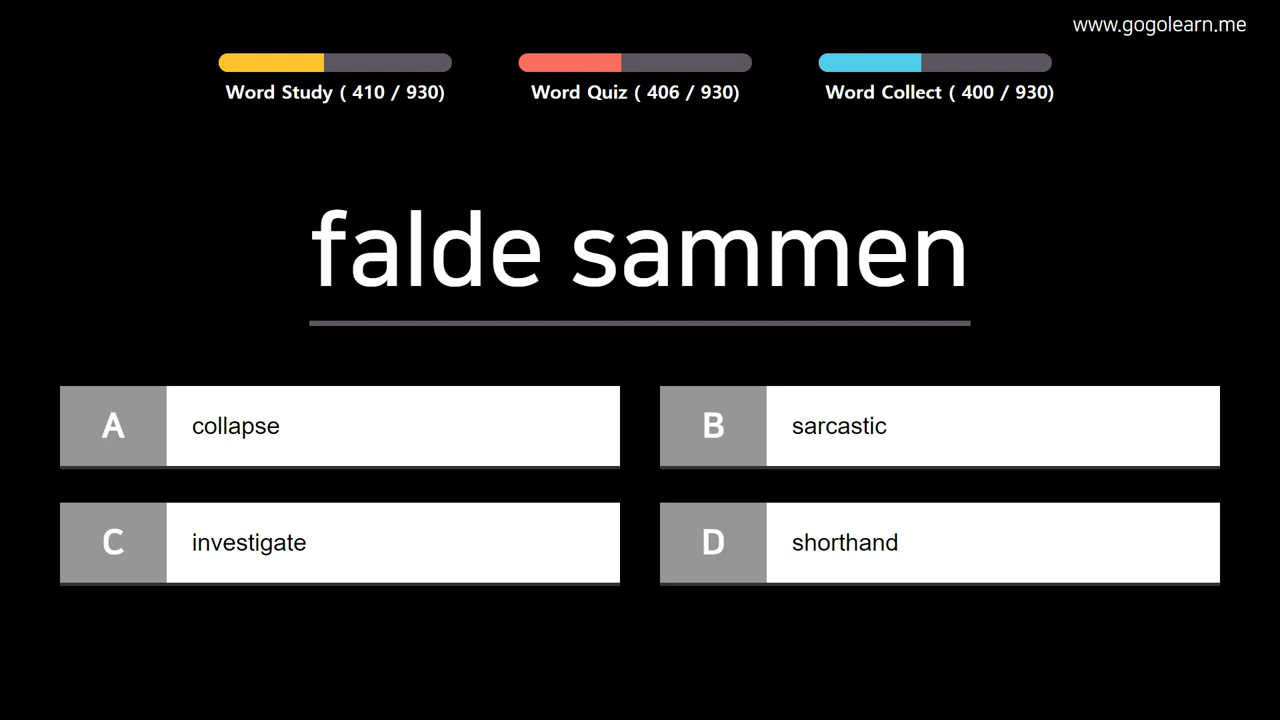 www.gogolearn.me
Word Study ( 410 / 930)
Word Quiz ( 406 / 930)
Word Collect ( 400 / 930)
falde sammen
A collapse
B sarcastic
C investigate
D shorthand